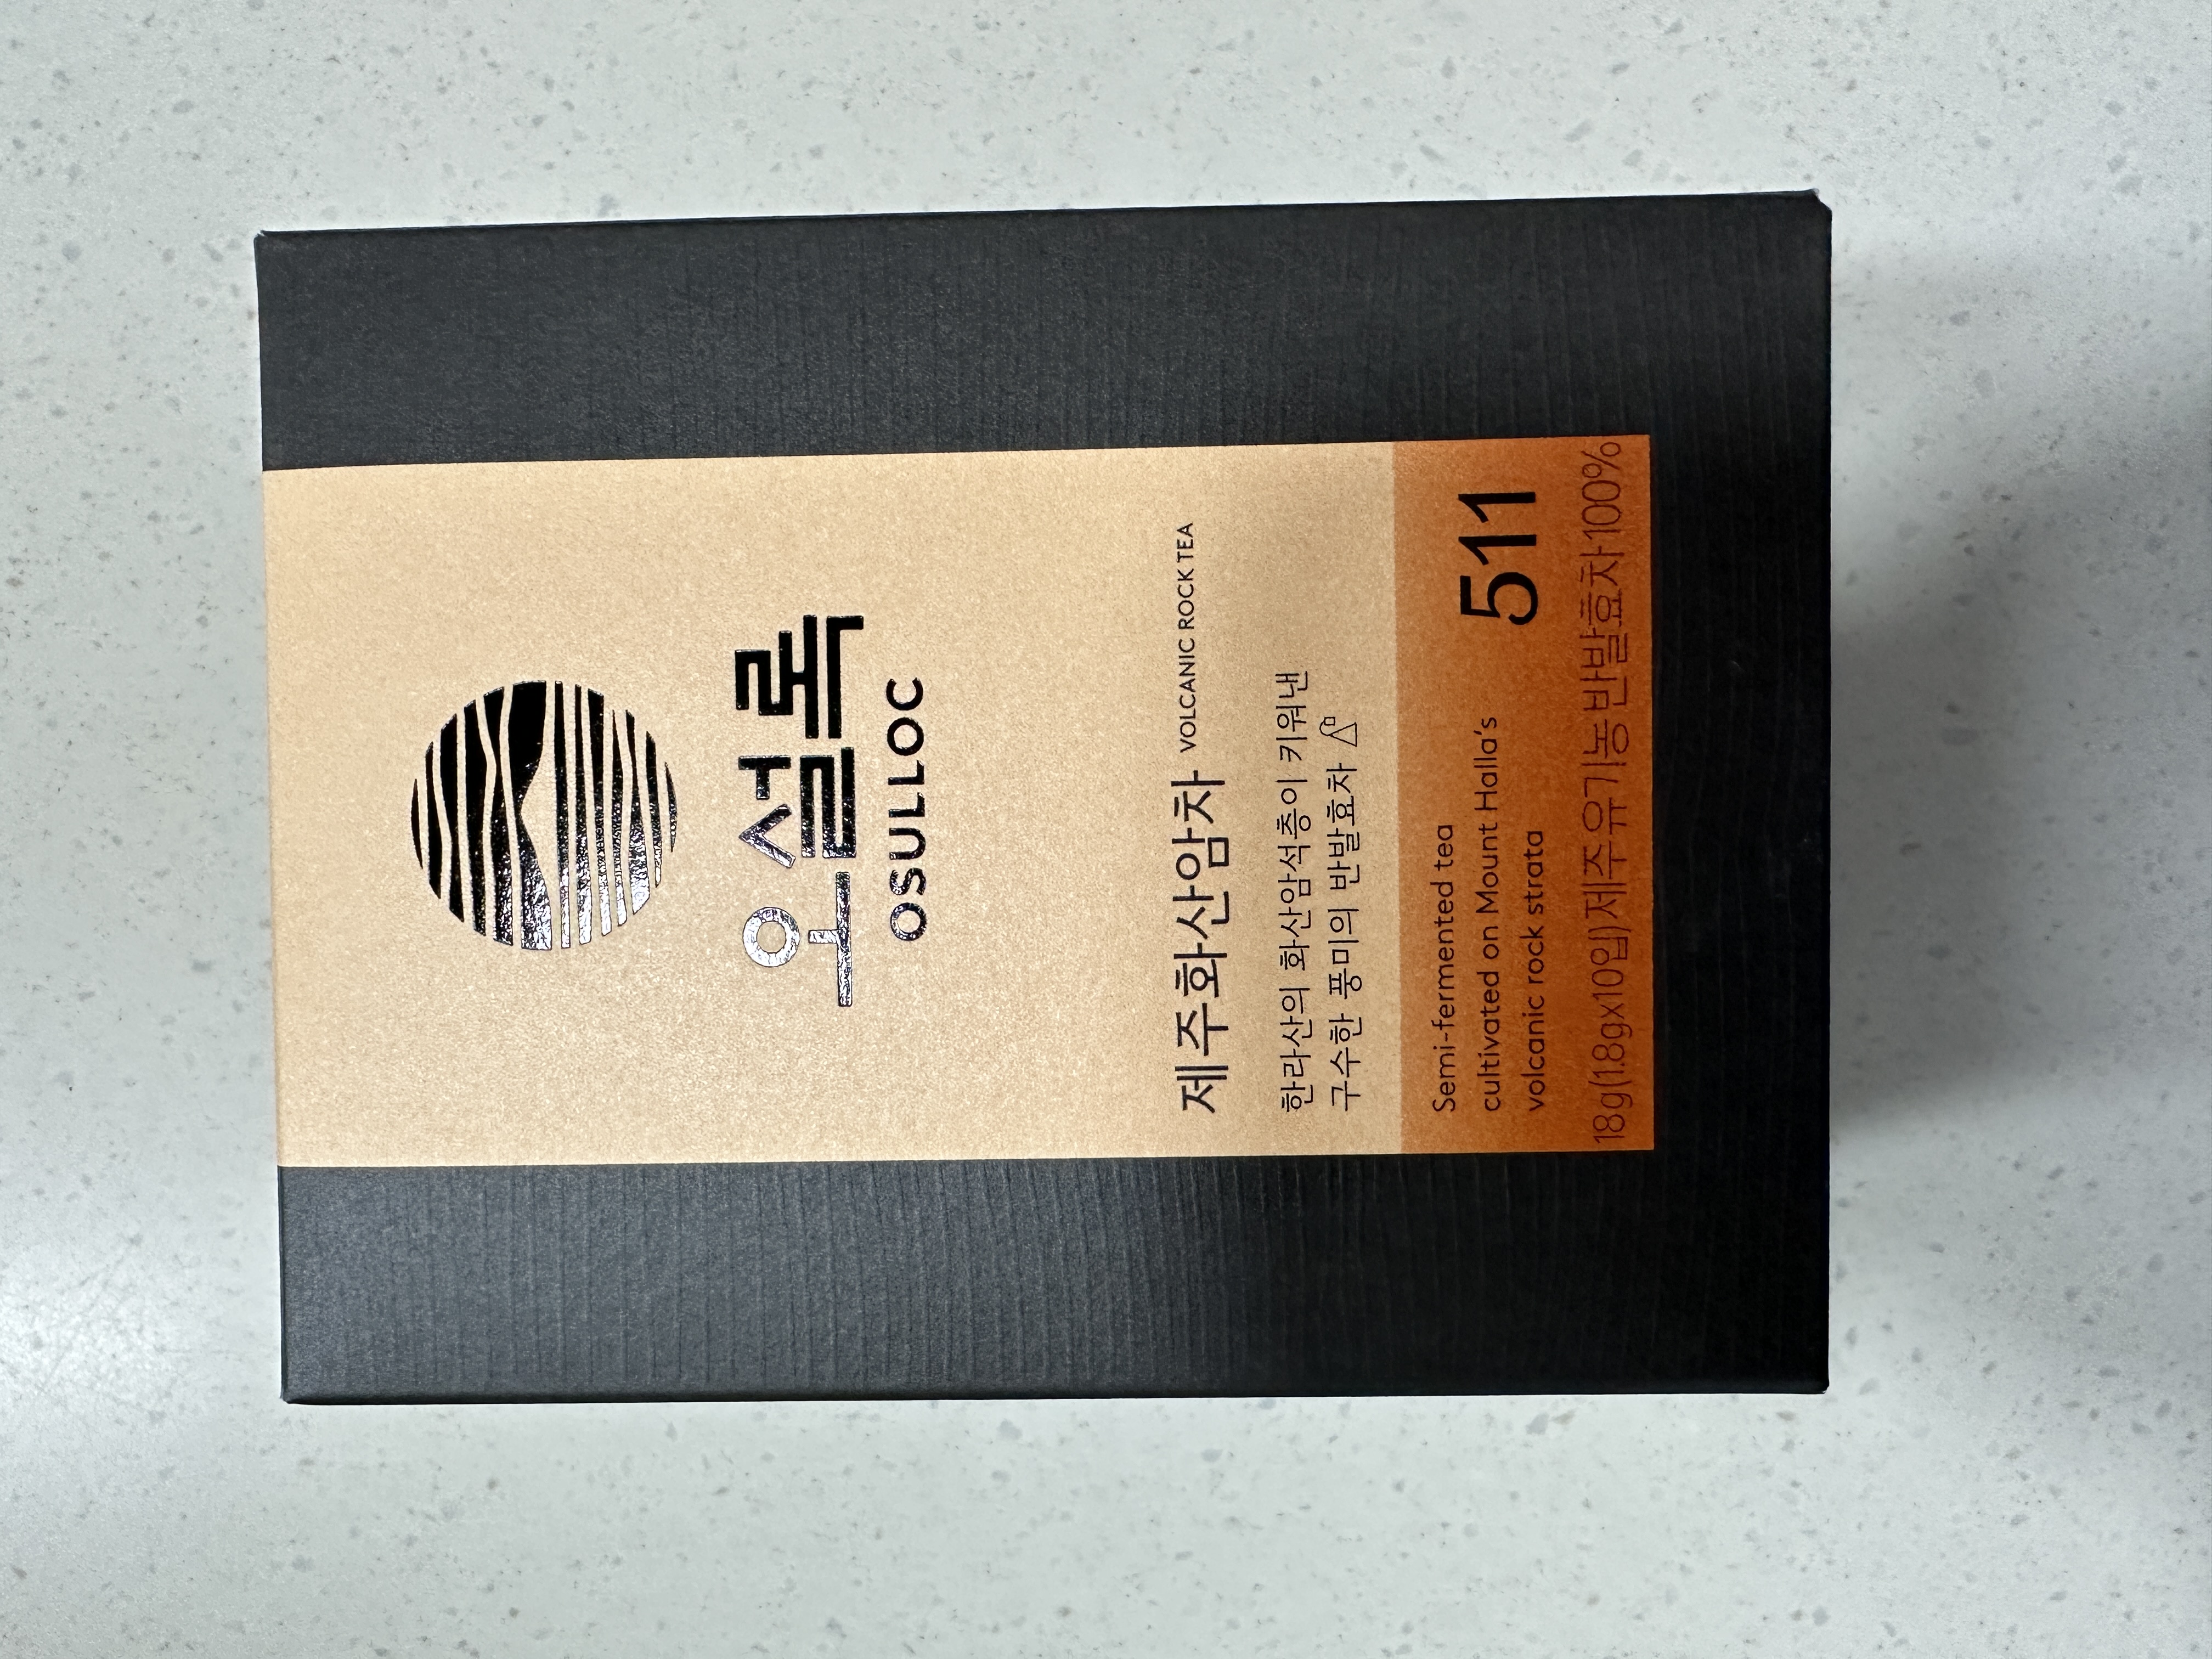 오설록
OSULLOC
제주화산암차 VOLCANIC ROCK TEA
한라산의 화산암석층이 키워낸
구수한 풍미의 반발효차
Semi-fermented tea
cultivated on Mount Halla's
volcanic rock strata
511
18g(1.8gx10입)제주유기농반발효차100%